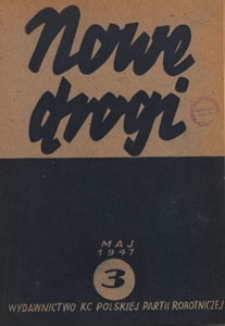 Nowe
drogi
MAJ
1947
3
WYDAWNICTWO KC POLSKIEJ PARTII ROBOTNICZEJ